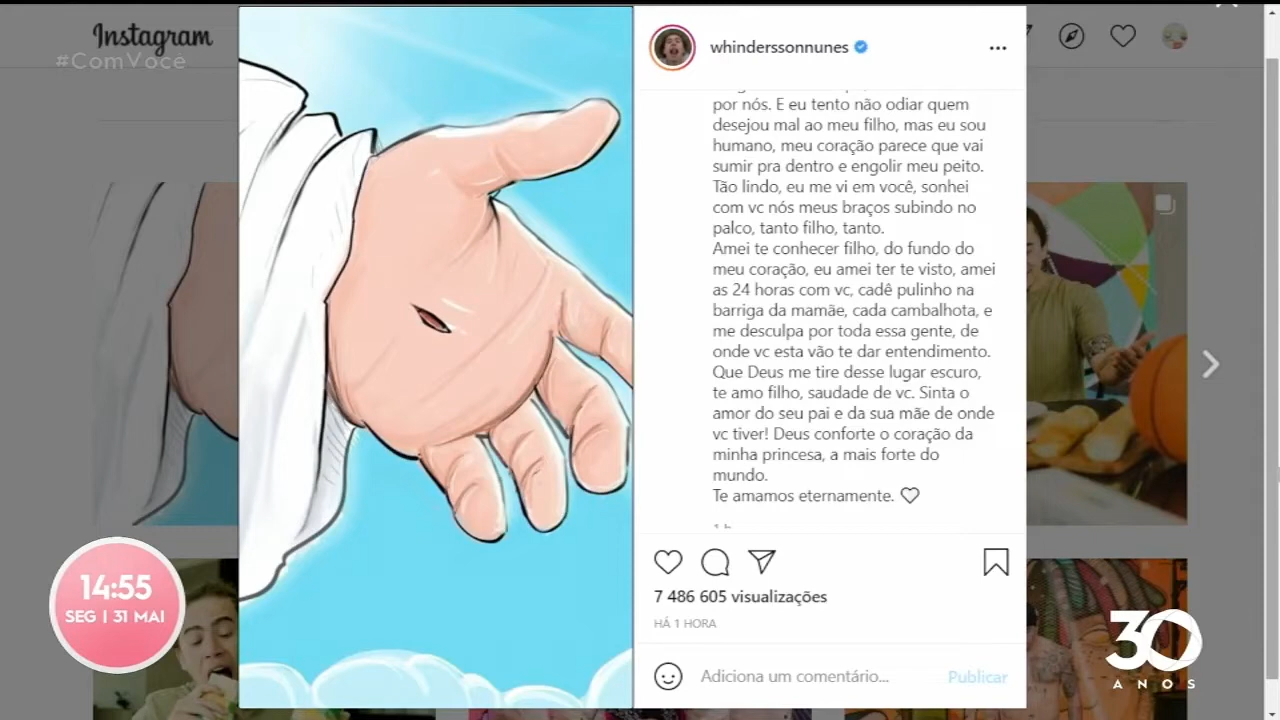 Instagram
#ComVoce
whinderssonnunes
por nós. E eu tento não odiar quem
desejou mal ao meu filho, mas eu sou
humano, meu coração parece que vai
sumir pra dentro e engolir meu peito.
Tão lindo, eu me vi em você, sonhei
com vc nós meus braços subindo no
palco, tanto filho, tanto.
Amei te conhecer filho, do fundo do
meu coração, eu amei ter te visto, amei
as 24 horas com vc, cadê pulinho na
barriga da mamãe, cada cambalhota, e
me desculpa por toda essa gente, de
onde vc esta vão te dar entendimento.
Que Deus me tire desse lugar escuro,
te amo filho, saudade de vc. Sinta o
amor do seu pai e da sua mãe de onde
vc tiver! Deus conforte o coração da
minha princesa, a mais forte do
mundo.
Te amamos eternamente.
7 486 605 visualizações
HÁ 1 HORA
Adiciona um comentário...
Publicar
14:55
SEG | 31 MAI
30
ANOS